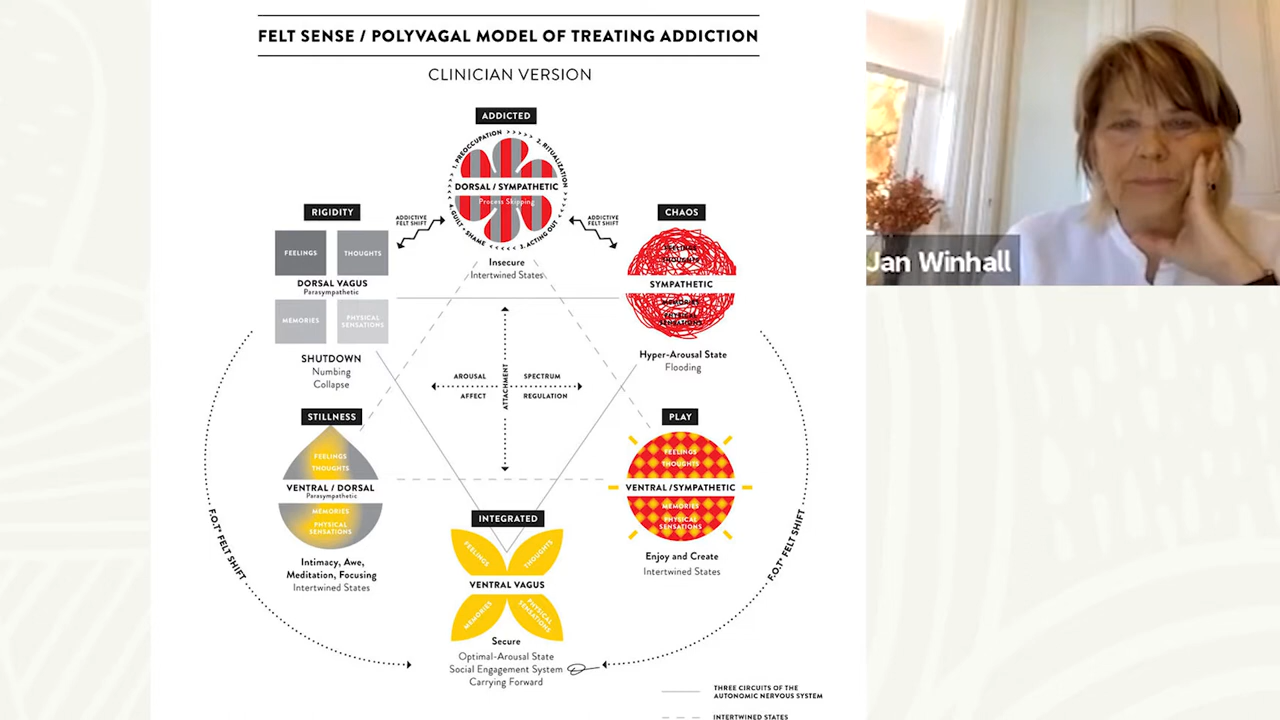 FELT SENSE / POLYVAGAL MODEL OF TREATING ADDICTION
CLINICIAN VERSION
ADDICTED
1. PREOCCUPATION > > > > >
2. RITUALIZATION
3. ACTING OUT < < < < <
4. GUILT + SHAME
DORSAL / SYMPATHETIC
Process Skipping
Insecure
Intertwined States
ADDICTIVE
FELT SHIFT
ADDICTIVE
FELT SHIFT
RIGIDITY
FEELINGS
THOUGHTS
DORSAL VAGUS
Parasympathetic
MEMORIES
PHYSICAL
SENSATIONS
SHUTDOWN
Numbing
Collapse
CHAOS
FEELINGS
THOUGHTS
SYMPATHETIC
MEMORIES
PHYSICAL
SENSATIONS
Hyper-Arousal State
Flooding
AROUSAL
SPECTRUM
AFFECT
REGULATION
ATTACHMENT
STILLNESS
FEELINGS
THOUGHTS
VENTRAL / DORSAL
Parasympathetic
MEMORIES
PHYSICAL
SENSATIONS
Intimacy, Awe,
Meditation, Focusing
Intertwined States
PLAY
FEELINGS
THOUGHTS
VENTRAL / SYMPATHETIC
MEMORIES
PHYSICAL
SENSATIONS
Enjoy and Create
Intertwined States
INTEGRATED
FEELINGS
THOUGHTS
VENTRAL VAGUS
MEMORIES
PHYSICAL
SENSATIONS
Secure
Optimal-Arousal State
Social Engagement System
Carrying Forward
F.O.T* FELT SHIFT
F.O.T* FELT SHIFT
THREE CIRCUITS OF THE
AUTONOMIC NERVOUS SYSTEM
INTERTWINED STATES
Jan Winhall